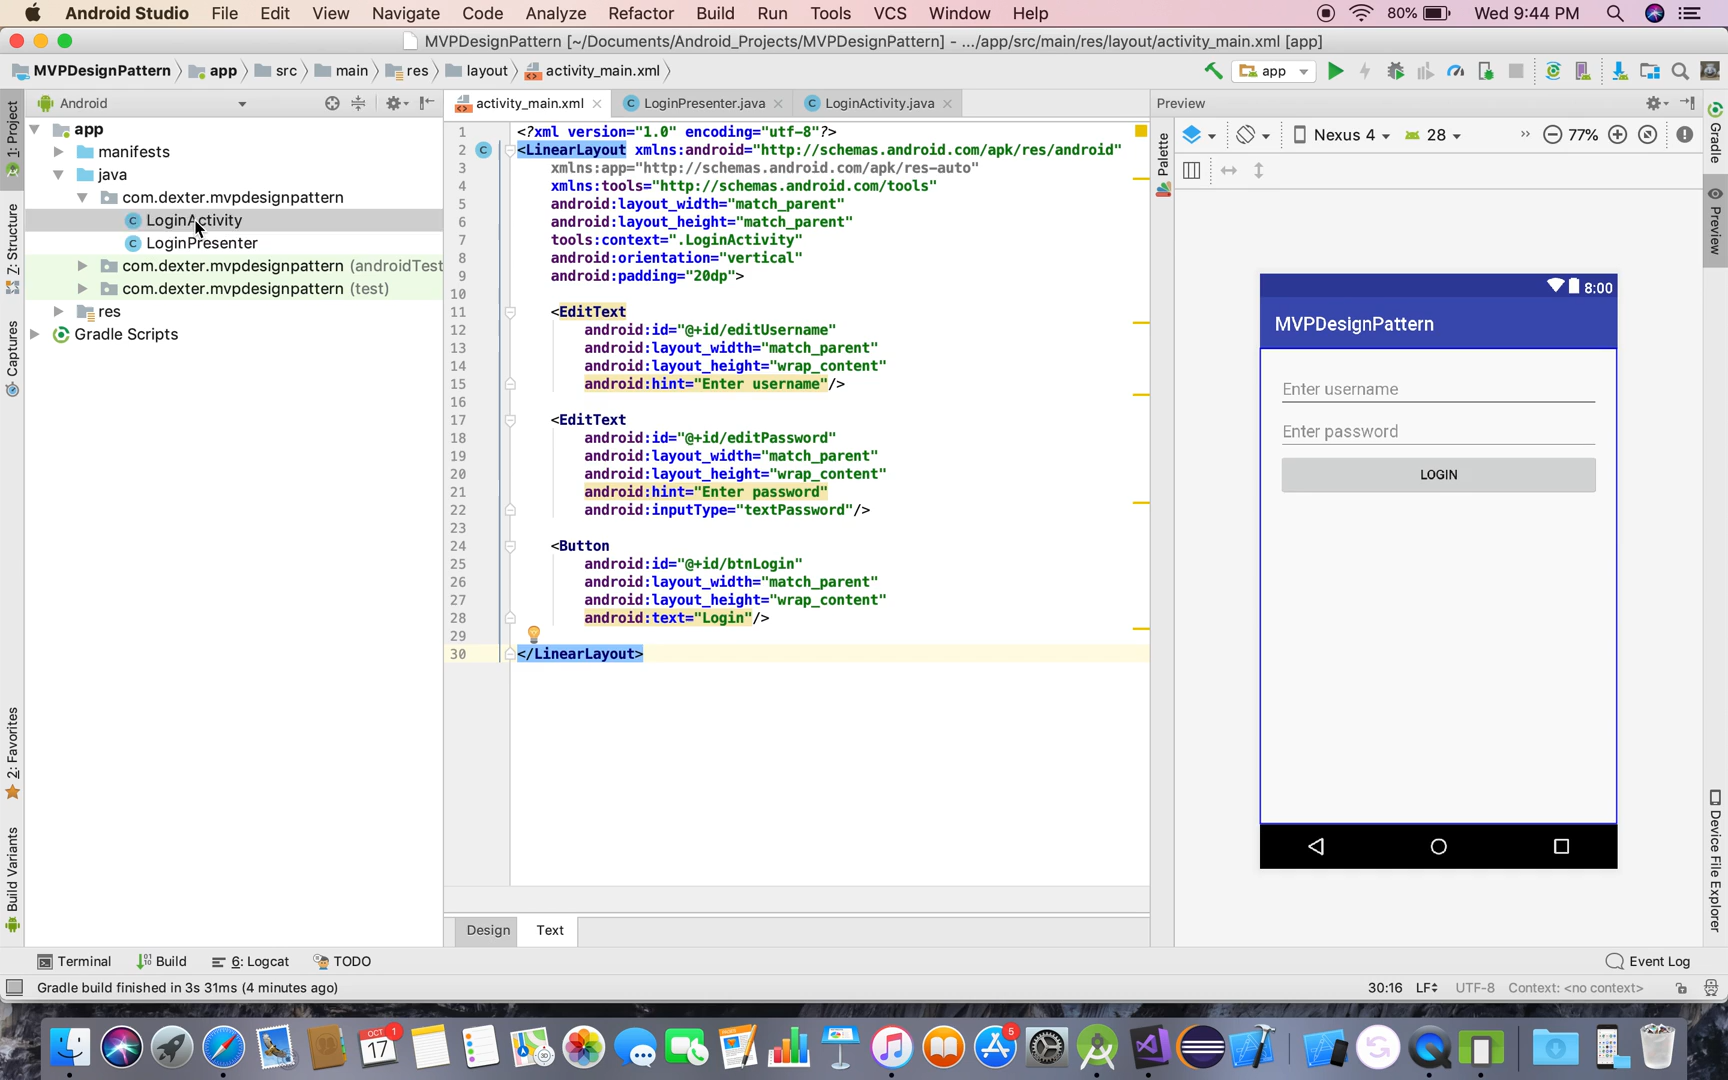 Android Studio File Edit View Navigate Code Analyze Refactor Build Run Tools VCS Window Help 80% Wed 9:44 PM
MVPDesignPattern [~/Documents/Android_Projects/MVPDesignPattern] - .../app/src/main/res/layout/activity_main.xml [app]
MVPDesignPattern app src main res layout activity_main.xml app
Android activity_main.xml LoginPresenter.java LoginActivity.java Preview
1: Project
Z: Structure
Captures
2: Favorites
Build Variants
app
manifests
java
com.dexter.mvpdesignpattern
LoginActivity
LoginPresenter
com.dexter.mvpdesignpattern (androidTest
com.dexter.mvpdesignpattern (test)
res
Gradle Scripts
1 <?xml version="1.0" encoding="utf-8"?>
2 <LinearLayout xmlns:android="http://schemas.android.com/apk/res/android"
3 xmlns:app="http://schemas.android.com/apk/res-auto"
4 xmlns:tools="http://schemas.android.com/tools"
5 android:layout_width="match_parent"
6 android:layout_height="match_parent"
7 tools:context=".LoginActivity"
8 android:orientation="vertical"
9 android:padding="20dp">
10
11 <EditText
12 android:id="@+id/editUsername"
13 android:layout_width="match_parent"
14 android:layout_height="wrap_content"
15 android:hint="Enter username"/>
16
17 <EditText
18 android:id="@+id/editPassword"
19 android:layout_width="match_parent"
20 android:layout_height="wrap_content"
21 android:hint="Enter password"
22 android:inputType="textPassword"/>
23
24 <Button
25 android:id="@+id/btnLogin"
26 android:layout_width="match_parent"
27 android:layout_height="wrap_content"
28 android:text="Login"/>
29
30 </LinearLayout>
Design Text
Palette
Nexus 4 28 » 77%
8:00
MVPDesignPattern
Enter username
Enter password
LOGIN
Gradle
Preview
Device File Explorer
Terminal Build 6: Logcat TODO Event Log
Gradle build finished in 3s 31ms (4 minutes ago) 30:16 LF UTF-8 Context: <no context>
OCT 1
17
5